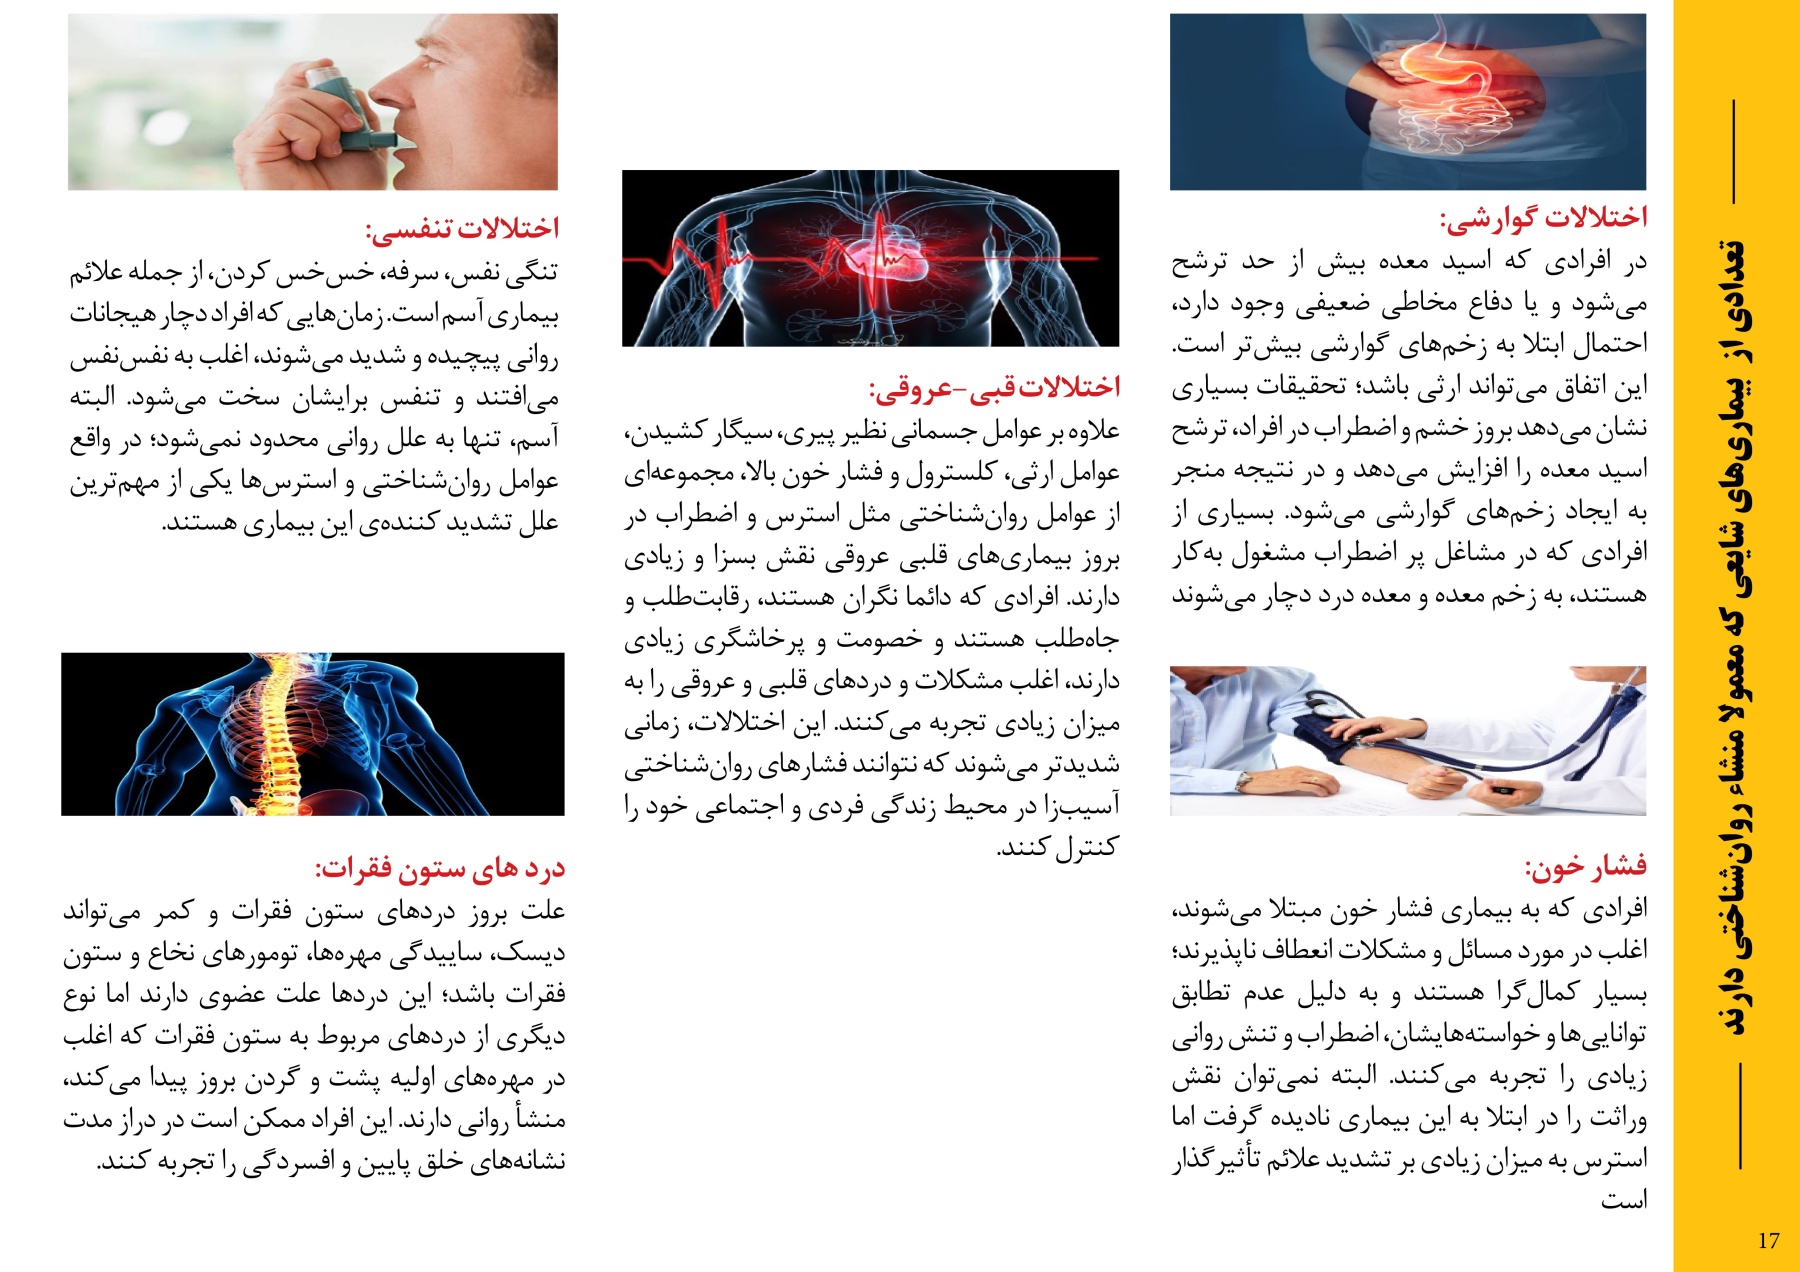 تعدادی از بیماری‌های شایعی که معمولا منشاء روان‌شناختی دارند
اختلالات گوارشی:
در افرادی که اسید معده بیش از حد ترشح
می‌شود و یا دفاع مخاطی ضعیفی وجود دارد،
احتمال ابتلا به زخم‌های گوارشی بیش‌تر است.
این اتفاق می‌تواند ارثی باشد؛ تحقیقات بسیاری
نشان می‌دهد بروز خشم و اضطراب در افراد، ترشح
اسید معده را افزایش می‌دهد و در نتیجه منجر
به ایجاد زخم‌های گوارشی می‌شود. بسیاری از
افرادی که در مشاغل پر اضطراب مشغول به‌کار
هستند، به زخم معده و معده درد دچار می‌شوند
فشار خون:
افرادی که به بیماری فشار خون مبتلا می‌شوند،
اغلب در مورد مسائل و مشکلات انعطاف ناپذیرند؛
بسیار کمال‌گرا هستند و به دلیل عدم تطابق
توانایی‌ها و خواسته‌هایشان، اضطراب و تنش روانی
زیادی را تجربه می‌کنند. البته نمی‌توان نقش
وراثت را در ابتلا به این بیماری نادیده گرفت اما
استرس به میزان زیادی بر تشدید علائم تأثیرگذار
است
اختلالات قبی-عروقی:
علاوه بر عوامل جسمانی نظیر پیری، سیگار کشیدن،
عوامل ارثی، کلسترول و فشار خون بالا، مجموعه‌ای
از عوامل روان‌شناختی مثل استرس و اضطراب در
بروز بیماری‌های قلبی عروقی نقش بسزا و زیادی
دارند. افرادی که دائما نگران هستند، رقابت‌طلب و
جاه‌طلب هستند و خصومت و پرخاشگری زیادی
دارند، اغلب مشکلات و دردهای قلبی و عروقی را به
میزان زیادی تجربه می‌کنند. این اختلالات، زمانی
شدیدتر می‌شوند که نتوانند فشارهای روان‌شناختی
آسیب‌زا در محیط زندگی فردی و اجتماعی خود را
کنترل کنند.
اختلالات تنفسی:
تنگی نفس، سرفه، خس‌خس کردن، از جمله علائم
بیماری آسم است. زمان‌هایی که افراد دچار هیجانات
روانی پیچیده و شدید می‌شوند، اغلب به نفس‌نفس
می‌افتند و تنفس برایشان سخت می‌شود. البته
آسم، تنها به علل روانی محدود نمی‌شود؛ در واقع
عوامل روان‌شناختی و استرس‌ها یکی از مهم‌ترین
علل تشدید کننده‌ی این بیماری هستند.
درد های ستون فقرات:
علت بروز دردهای ستون فقرات و کمر می‌تواند
دیسک، ساییدگی مهره‌ها، تومورهای نخاع و ستون
فقرات باشد؛ این دردها علت عضوی دارند اما نوع
دیگری از دردهای مربوط به ستون فقرات که اغلب
در مهره‌های اولیه پشت و گردن بروز پیدا می‌کند،
منشأ روانی دارند. این افراد ممکن است در دراز مدت
نشانه‌های خلق پایین و افسردگی را تجربه کنند.
17